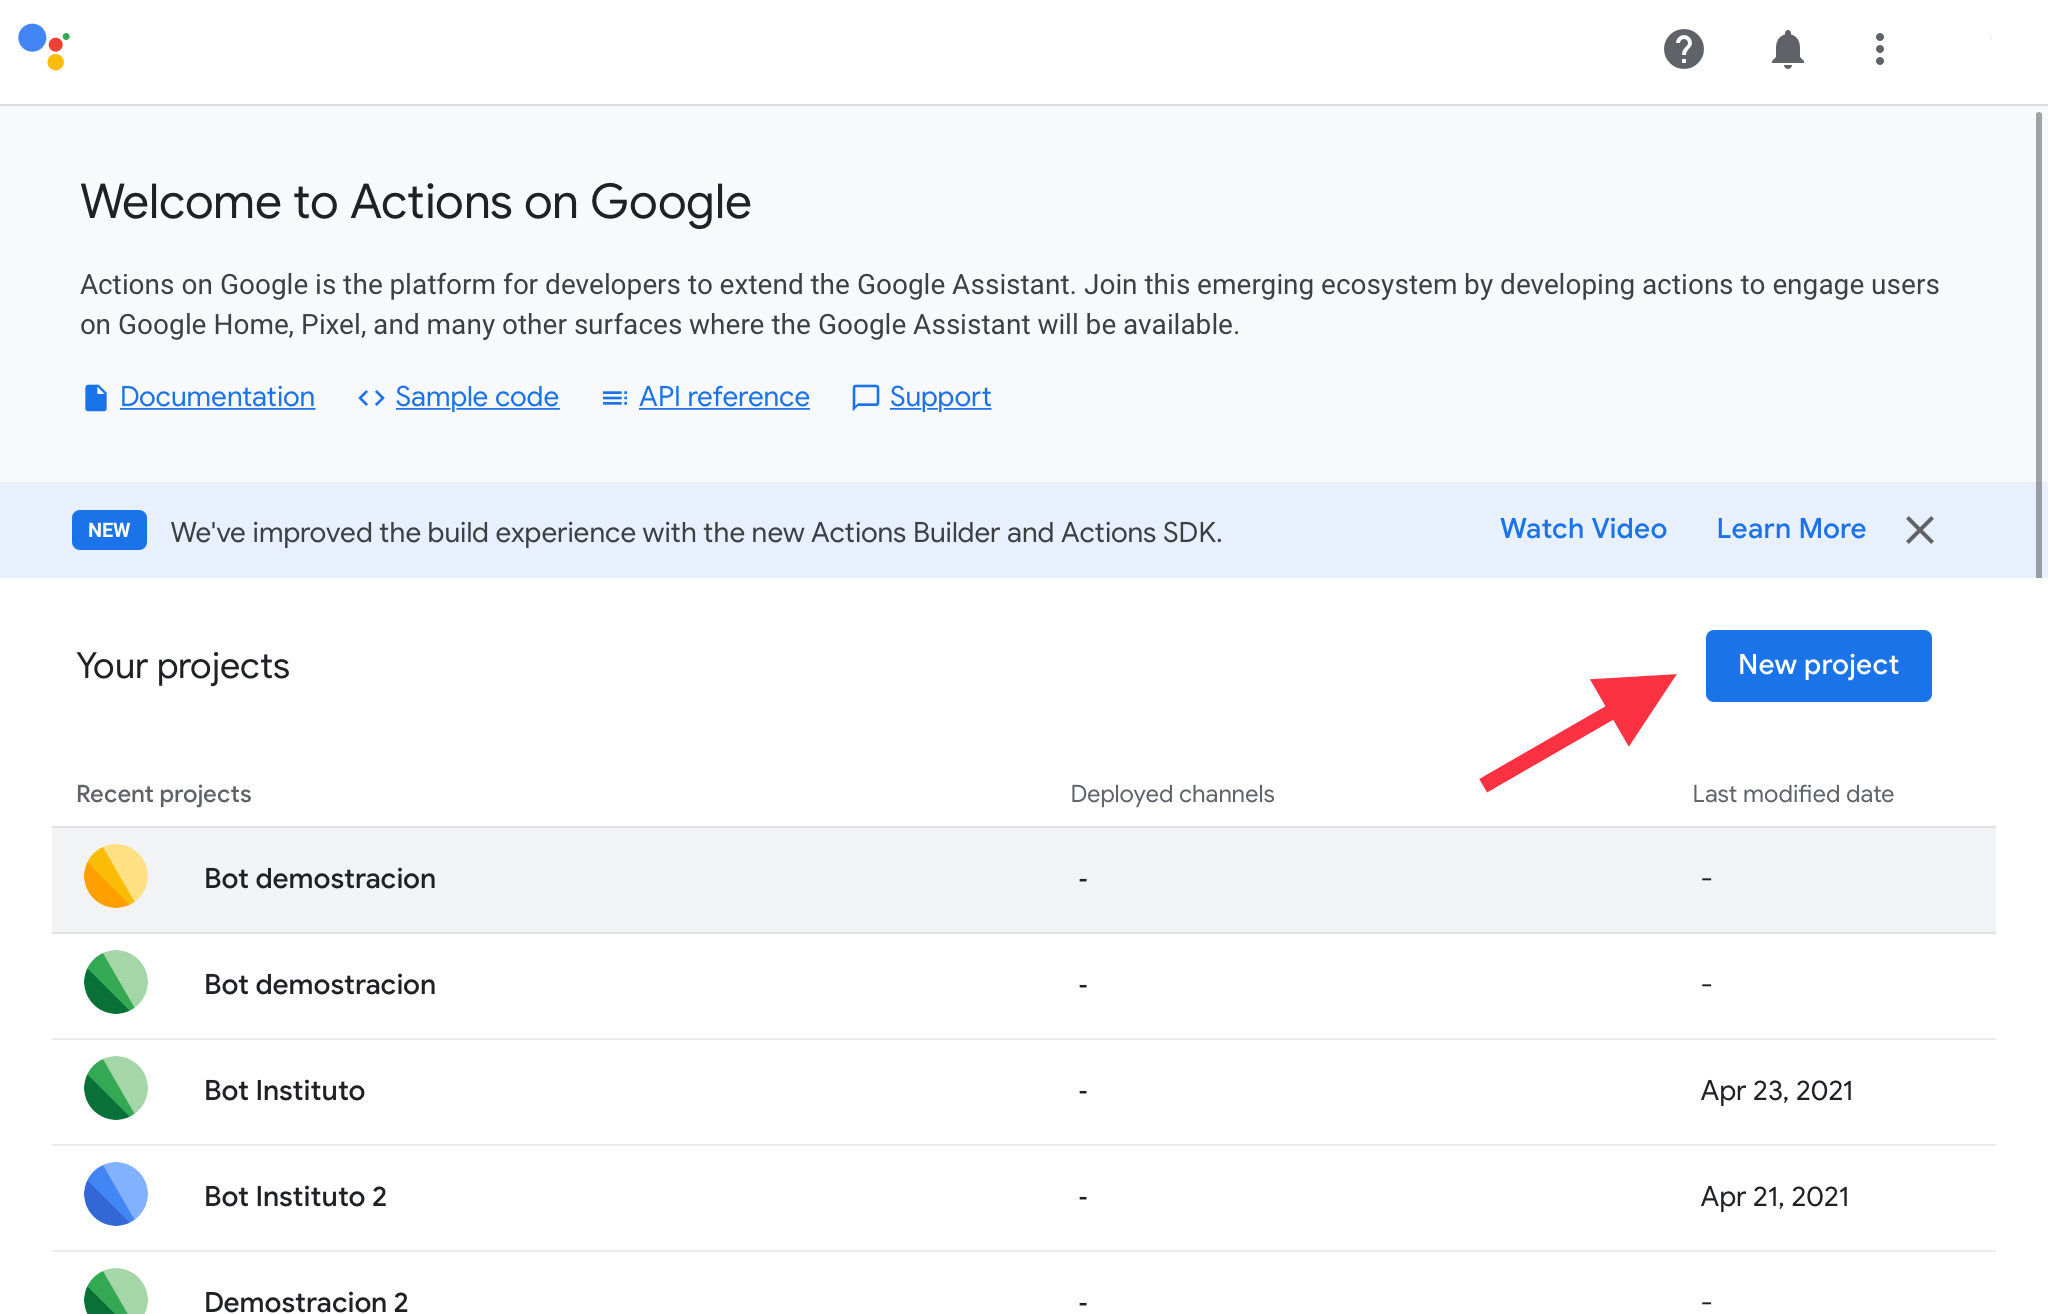 Welcome to Actions on Google
Actions on Google is the platform for developers to extend the Google Assistant. Join this emerging ecosystem by developing actions to engage users
on Google Home, Pixel, and many other surfaces where the Google Assistant will be available.
Documentation Sample code API reference Support
NEW We've improved the build experience with the new Actions Builder and Actions SDK. Watch Video Learn More
Your projects New project
Recent projects Deployed channels Last modified date
Bot demostracion - -
Bot demostracion - -
Bot Instituto - Apr 23, 2021
Bot Instituto 2 - Apr 21, 2021
Demostracion 2 - -